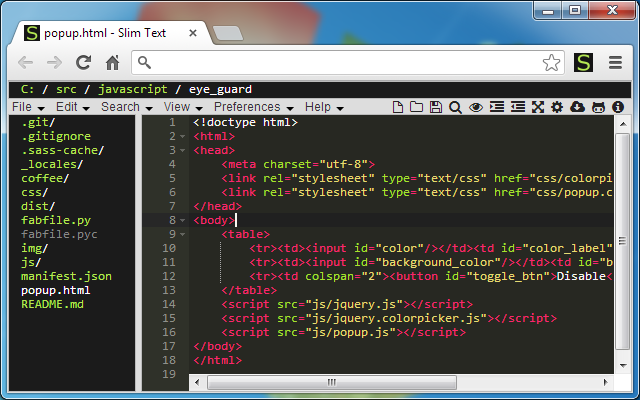 popup.html - Slim Text
S
C: / src / javascript / eye_guard
File Edit Search View Preferences Help
.git/
.gitignore
.sass-cache/
_locales/
coffee/
css/
dist/
fabfile.py
fabfile.pyc
img/
js/
manifest.json
popup.html
README.md
1 <!doctype html>
2 <html>
3 <head>
4 <meta charset="utf-8">
5 <link rel="stylesheet" type="text/css" href="css/colorpi
6 <link rel="stylesheet" type="text/css" href="css/popup.c
7 </head>
8 <body>
9 <table>
10 <tr><td><input id="color"/></td><td id="color_label"
11 <tr><td><input id="background_color"/></td><td id="b
12 <tr><td colspan="2"><button id="toggle_btn">Disable<
13 </table>
14 <script src="js/jquery.js"></script>
15 <script src="js/jquery.colorpicker.js"></script>
16 <script src="js/popup.js"></script>
17 </body>
18 </html>
19